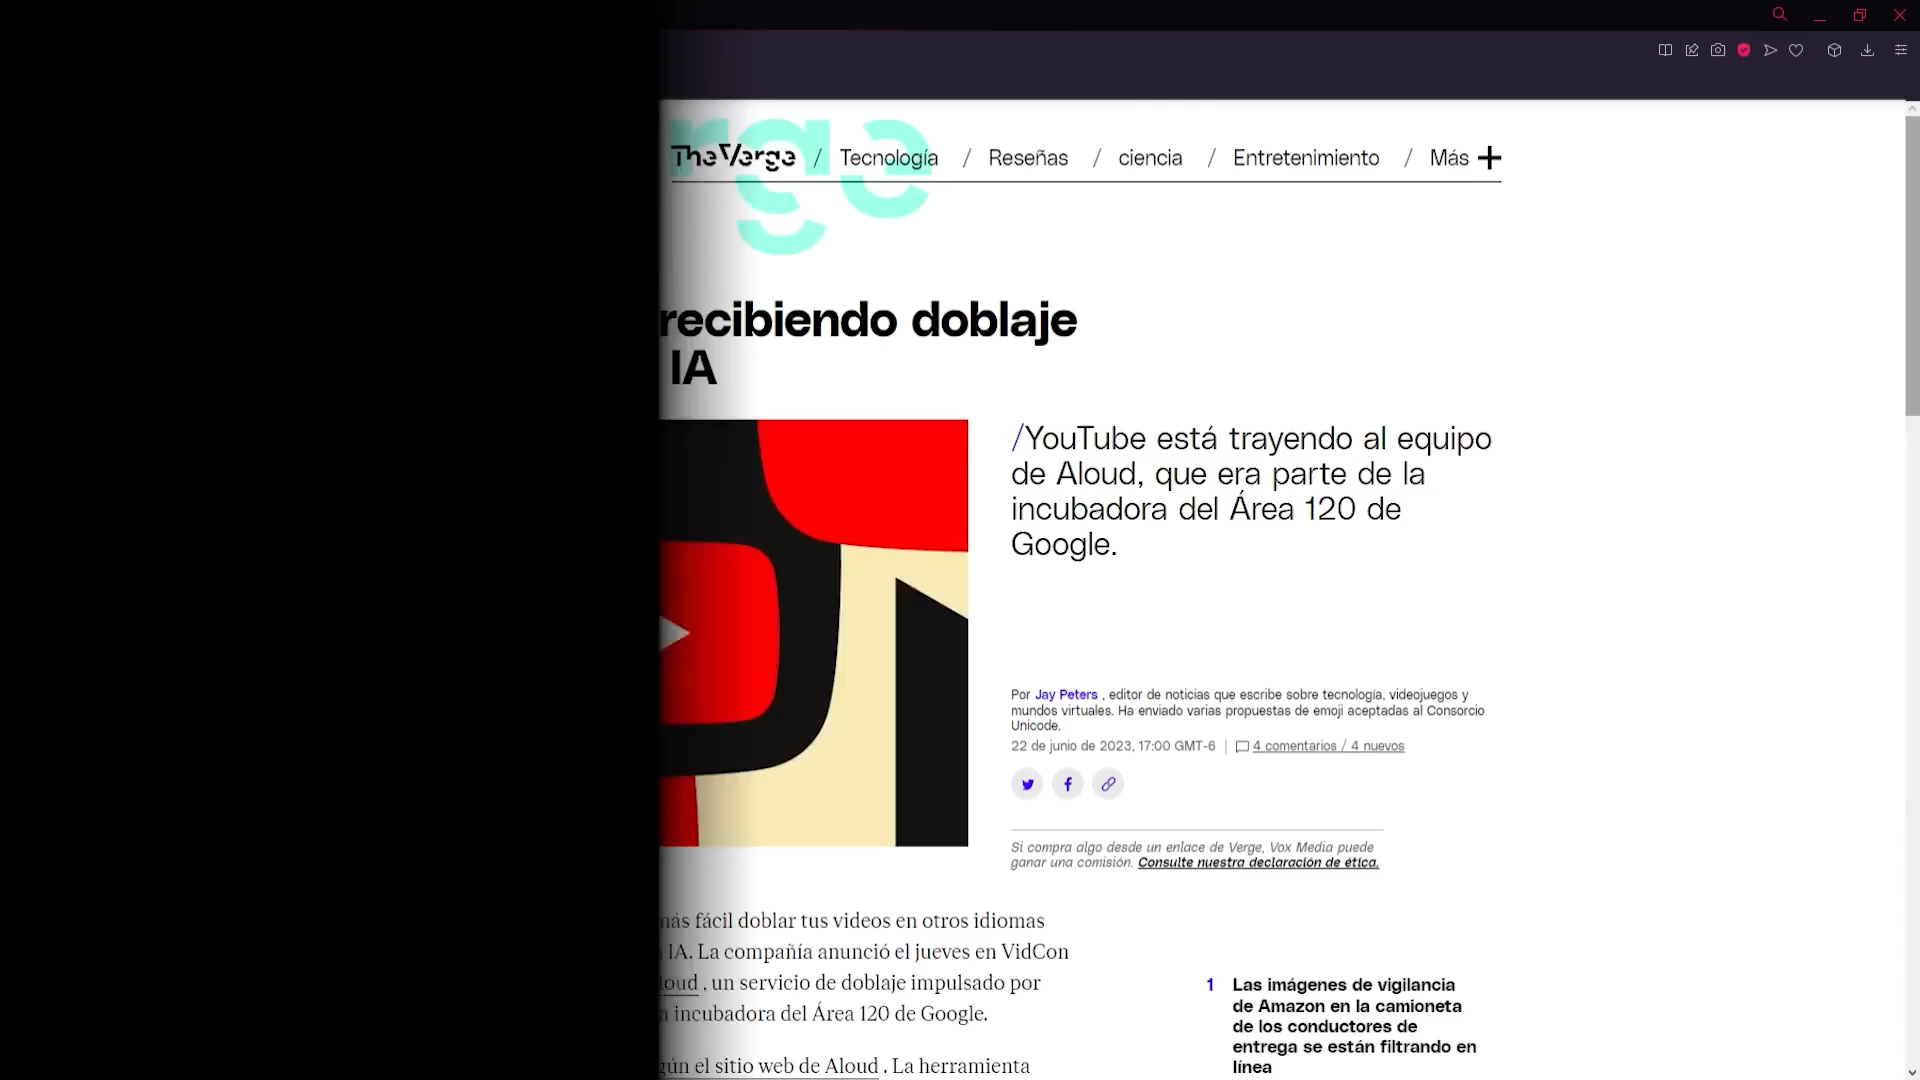 The Verge / Tecnología / Reseñas / ciencia / Entretenimiento / Más +
recibiendo doblaje
IA
/YouTube está trayendo al equipo
de Aloud, que era parte de la
incubadora del Área 120 de
Google.
Por Jay Peters , editor de noticias que escribe sobre tecnología, videojuegos y
mundos virtuales. Ha enviado varias propuestas de emoji aceptadas al Consorcio
Unicode.
22 de junio de 2023, 17:00 GMT-6 | 4 comentarios / 4 nuevos
Si compra algo desde un enlace de Verge, Vox Media puede
ganar una comisión. Consulte nuestra declaración de ética.
más fácil doblar tus videos en otros idiomas
IA. La compañía anunció el jueves en VidCon
loud , un servicio de doblaje impulsado por
incubadora del Área 120 de Google.
gún el sitio web de Aloud . La herramienta
1 Las imágenes de vigilancia
de Amazon en la camioneta
de los conductores de
entrega se están filtrando en
línea